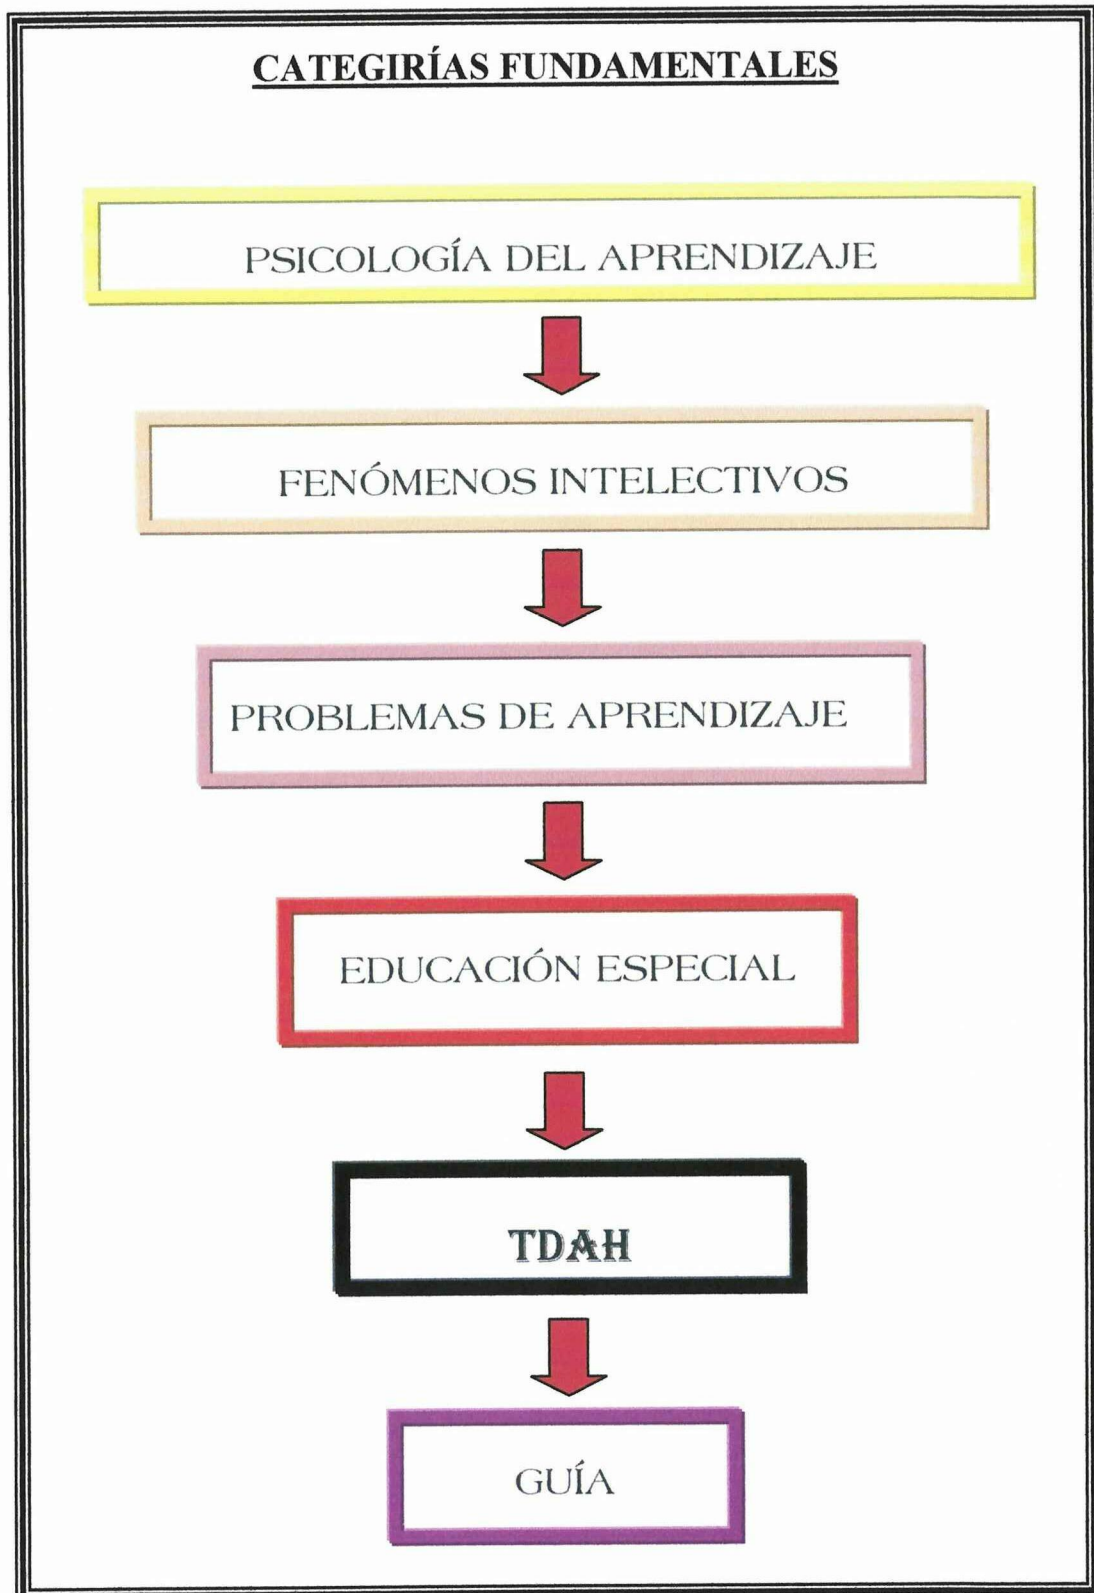 CATEGIRÍAS FUNDAMENTALES
PSICOLOGÍA DEL APRENDIZAJE
FENÓMENOS INTELECTIVOS
PROBLEMAS DE APRENDIZAJE
EDUCACIÓN ESPECIAL
TDAH
GUÍA